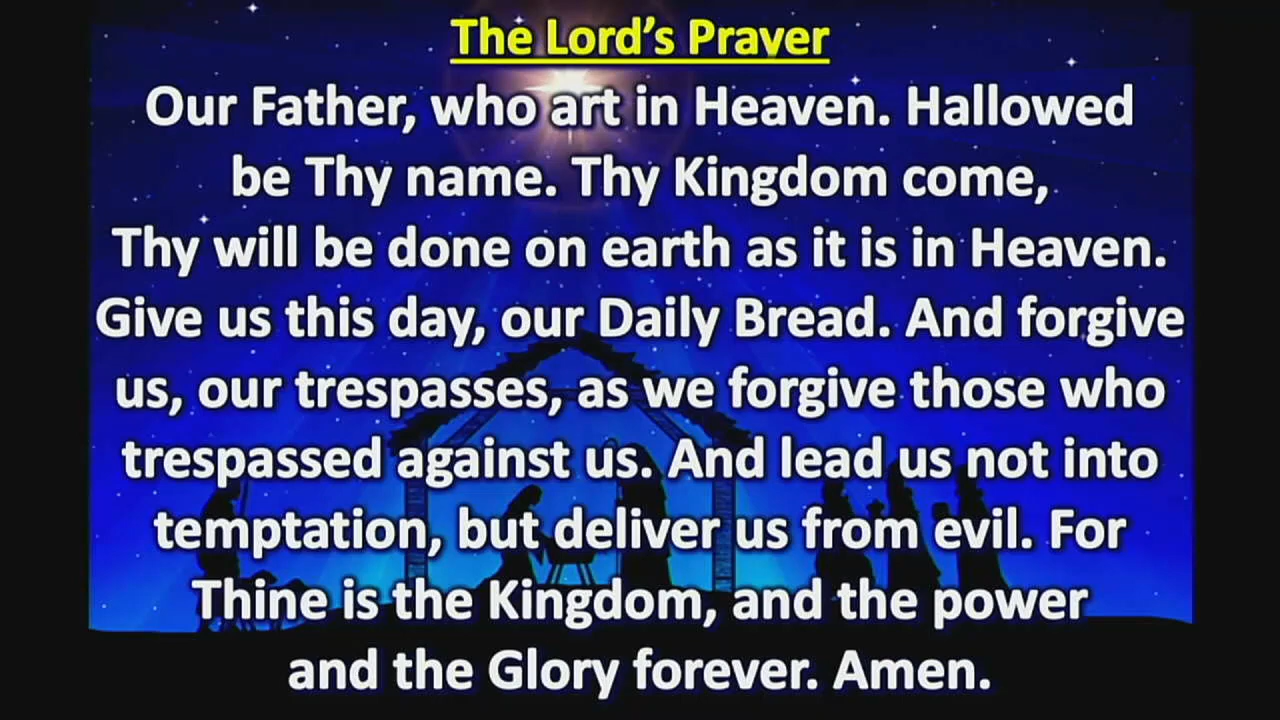 The Lord's Prayer
Our Father, who art in Heaven. Hallowed
be Thy name. Thy Kingdom come,
Thy will be done on earth as it is in Heaven.
Give us this day, our Daily Bread. And forgive
us, our trespasses, as we forgive those who
trespassed against us. And lead us not into
temptation, but deliver us from evil. For
Thine is the Kingdom, and the power
and the Glory forever. Amen.